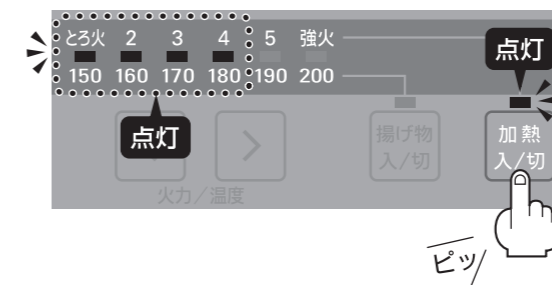 とろ火 2 3 4 5 強火
150 160 170 180 190 200
点灯
点灯
揚げ物
入/切
加熱
入/切
火力/温度
ピッ